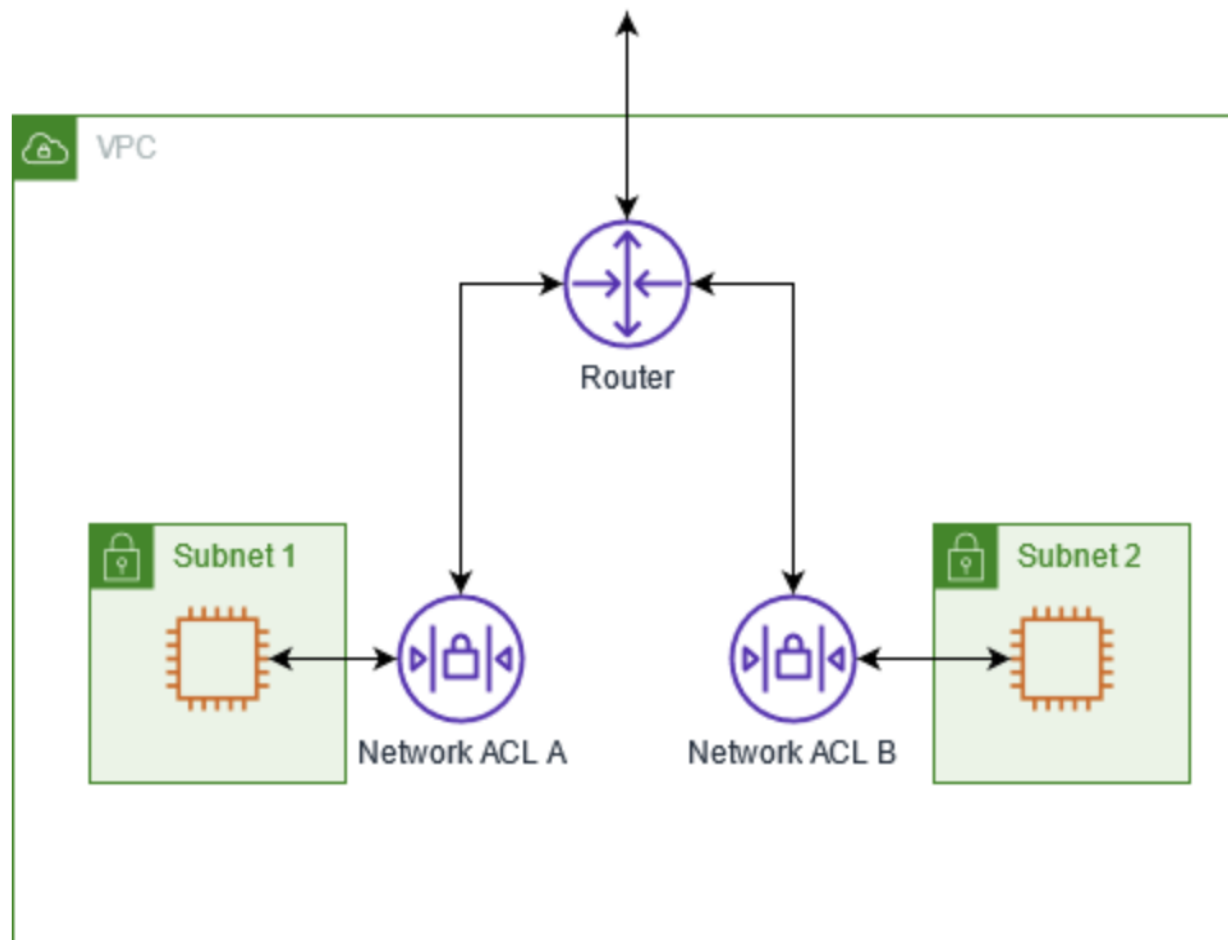 VPC
Router
Subnet 1
Subnet 2
Network ACL A
Network ACL B